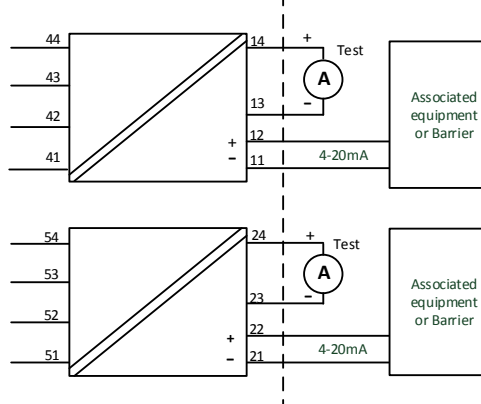 44
14
+
Test
43
A
13
−
Associated
equipment
or Barrier
42
12
+
41
−
11
4-20mA
54
24
+
Test
53
A
23
−
Associated
equipment
or Barrier
52
22
+
51
−
21
4-20mA